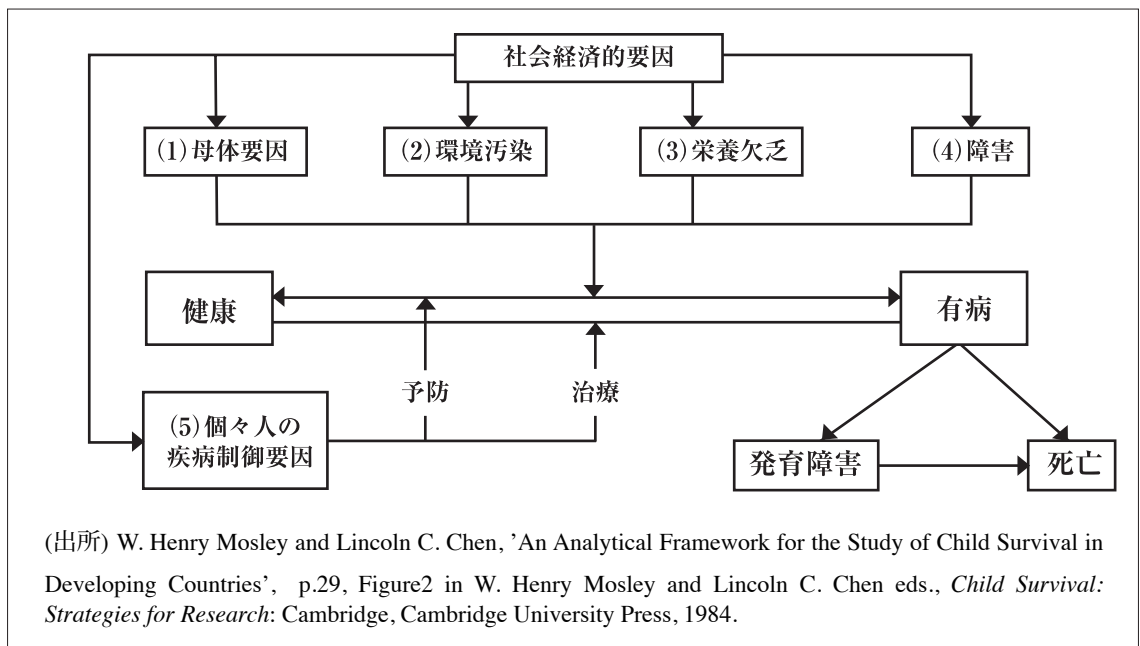 社会経済的要因
(1)母体要因
(2)環境汚染
(3)栄養欠乏
(4)障害
健康
有病
予防
治療
(5)個々人の
疾病制御要因
発育障害
死亡
(出所) W. Henry Mosley and Lincoln C. Chen, ’An Analytical Framework for the Study of Child Survival in
Developing Countries’, p.29, Figure2 in W. Henry Mosley and Lincoln C. Chen eds., Child Survival:
Strategies for Research: Cambridge, Cambridge University Press, 1984.